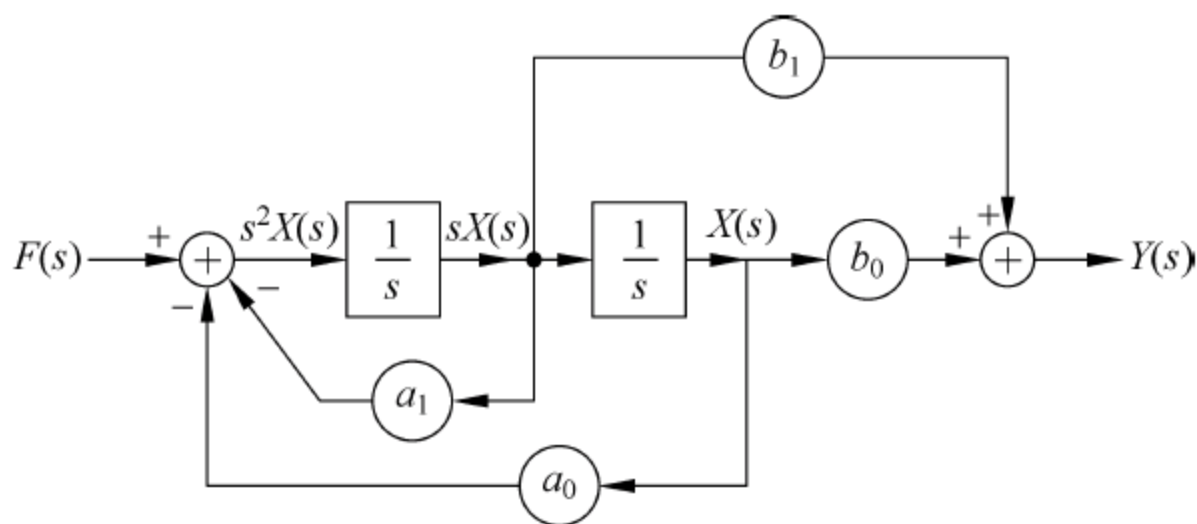 b₁
F(s) + + s²X(s) 1/s sX(s) 1/s X(s) b₀ + + + Y(s)
− −
a₁
a₀